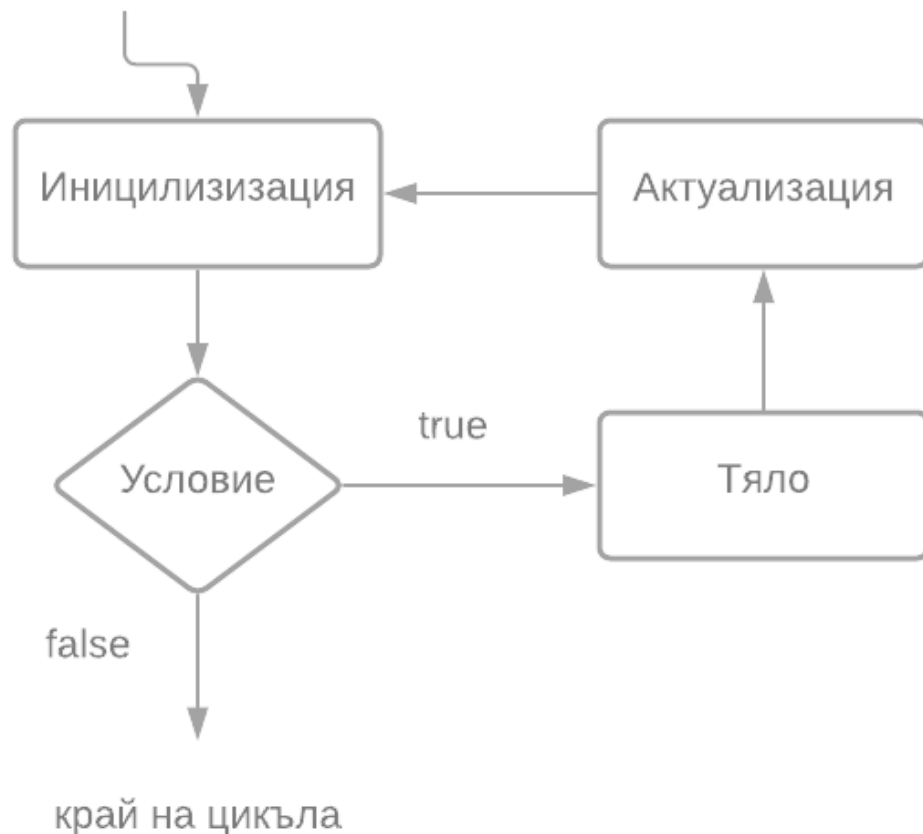 Иницилизизация
Актуализация
Условие
true
Тяло
false
край на цикъла